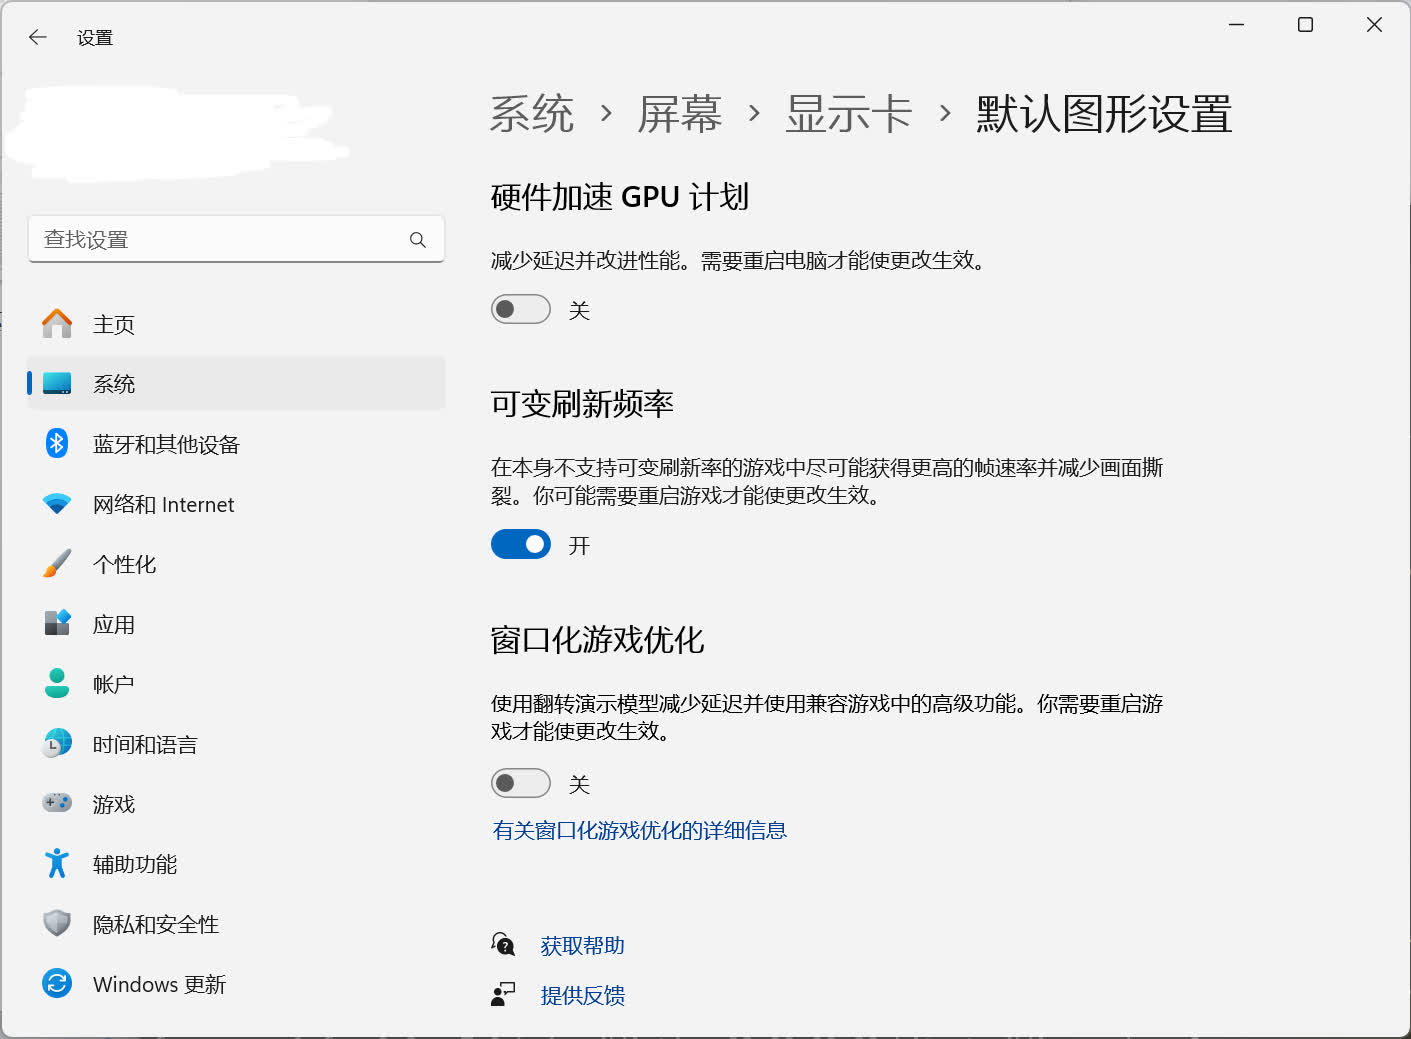 设置
系统 › 屏幕 › 显示卡 › 默认图形设置
查找设置
主页
系统
蓝牙和其他设备
网络和 Internet
个性化
应用
帐户
时间和语言
游戏
辅助功能
隐私和安全性
Windows 更新
硬件加速 GPU 计划
减少延迟并改进性能。需要重启电脑才能使更改生效。
关
可变刷新频率
在本身不支持可变刷新率的游戏中尽可能获得更高的帧速率并减少画面撕
裂。你可能需要重启游戏才能使更改生效。
开
窗口化游戏优化
使用翻转演示模型减少延迟并使用兼容游戏中的高级功能。你需要重启游
戏才能使更改生效。
关
有关窗口化游戏优化的详细信息
获取帮助
提供反馈